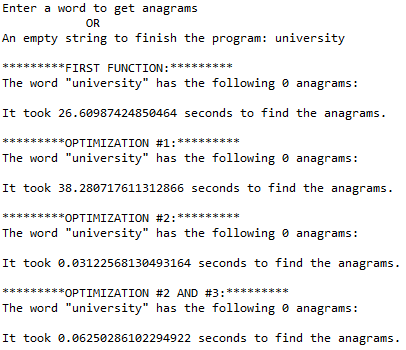 Enter a word to get anagrams
OR
An empty string to finish the program: university
*********FIRST FUNCTION:*********
The word "university" has the following 0 anagrams:
It took 26.60987424850464 seconds to find the anagrams.
*********OPTIMIZATION #1:*********
The word "university" has the following 0 anagrams:
It took 38.280717611312866 seconds to find the anagrams.
*********OPTIMIZATION #2:*********
The word "university" has the following 0 anagrams:
It took 0.03122568130493164 seconds to find the anagrams.
*********OPTIMIZATION #2 AND #3:*********
The word "university" has the following 0 anagrams:
It took 0.06250286102294922 seconds to find the anagrams.